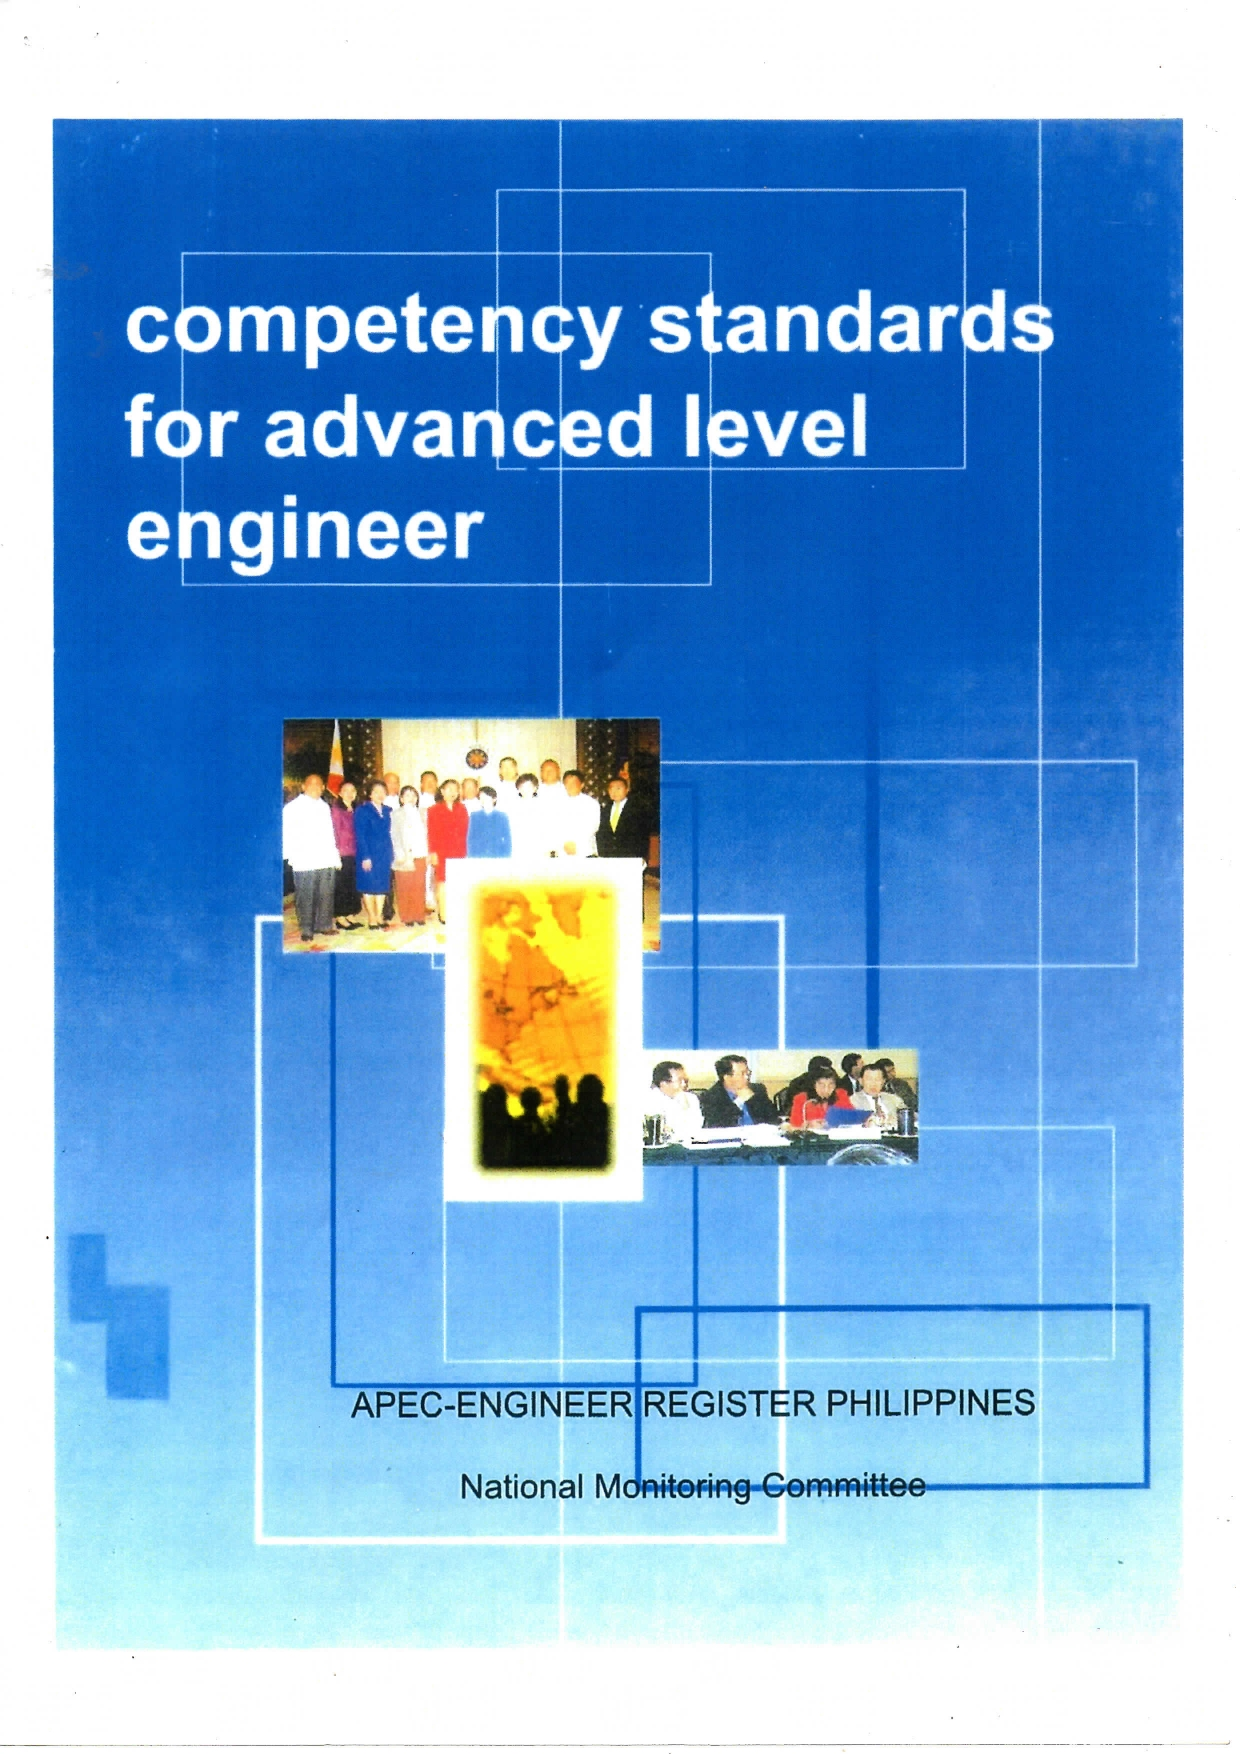 competency standards
for advanced level
engineer
APEC-ENGINEER REGISTER PHILIPPINES
National Monitoring Committee